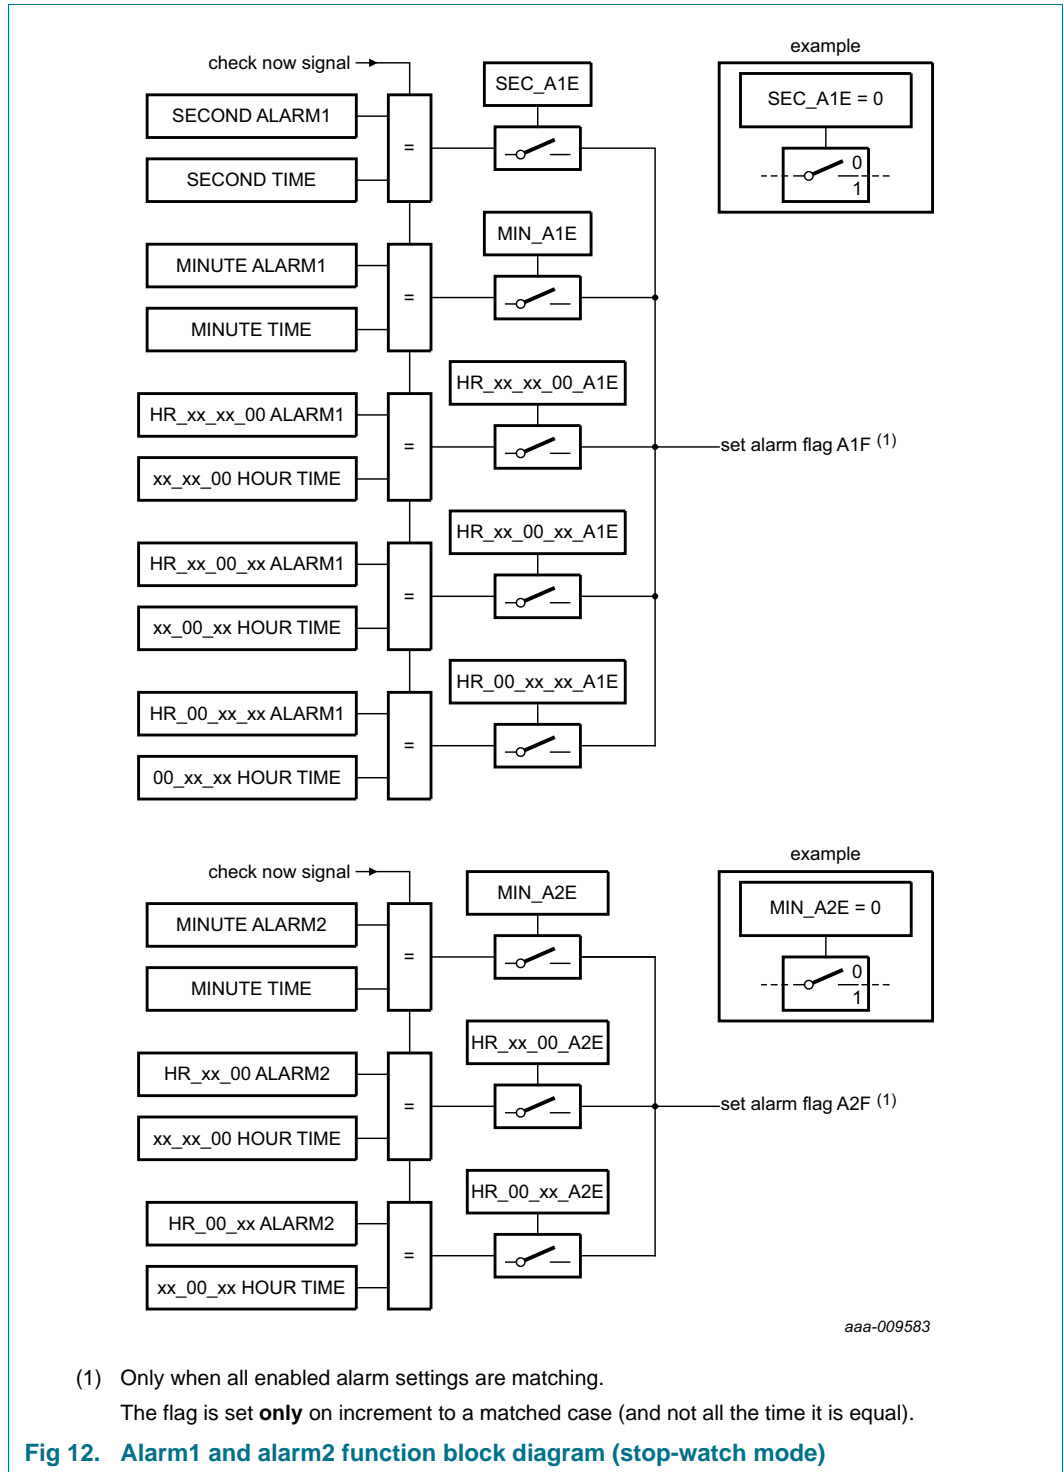 example
check now signal
SEC_A1E
SEC_A1E = 0
SECOND ALARM1
=
0
1
SECOND TIME
MIN_A1E
MINUTE ALARM1
=
MINUTE TIME
HR_xx_xx_00_A1E
HR_xx_xx_00 ALARM1
=
set alarm flag A1F (1)
xx_xx_00 HOUR TIME
HR_xx_00_xx_A1E
HR_xx_00_xx ALARM1
=
xx_00_xx HOUR TIME
HR_00_xx_xx_A1E
HR_00_xx_xx ALARM1
=
00_xx_xx HOUR TIME
example
check now signal
MIN_A2E
MIN_A2E = 0
MINUTE ALARM2
=
0
1
MINUTE TIME
HR_xx_00_A2E
HR_xx_00 ALARM2
=
set alarm flag A2F (1)
xx_xx_00 HOUR TIME
HR_00_xx_A2E
HR_00_xx ALARM2
=
xx_00_xx HOUR TIME
aaa-009583
(1) Only when all enabled alarm settings are matching.
The flag is set only on increment to a matched case (and not all the time it is equal).
Fig 12. Alarm1 and alarm2 function block diagram (stop-watch mode)